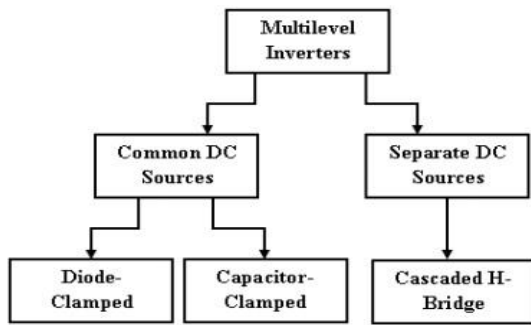 Multilevel
Inverters
Common DC
Sources
Separate DC
Sources
Diode-
Clamped
Capacitor-
Clamped
Cascaded H-
Bridge